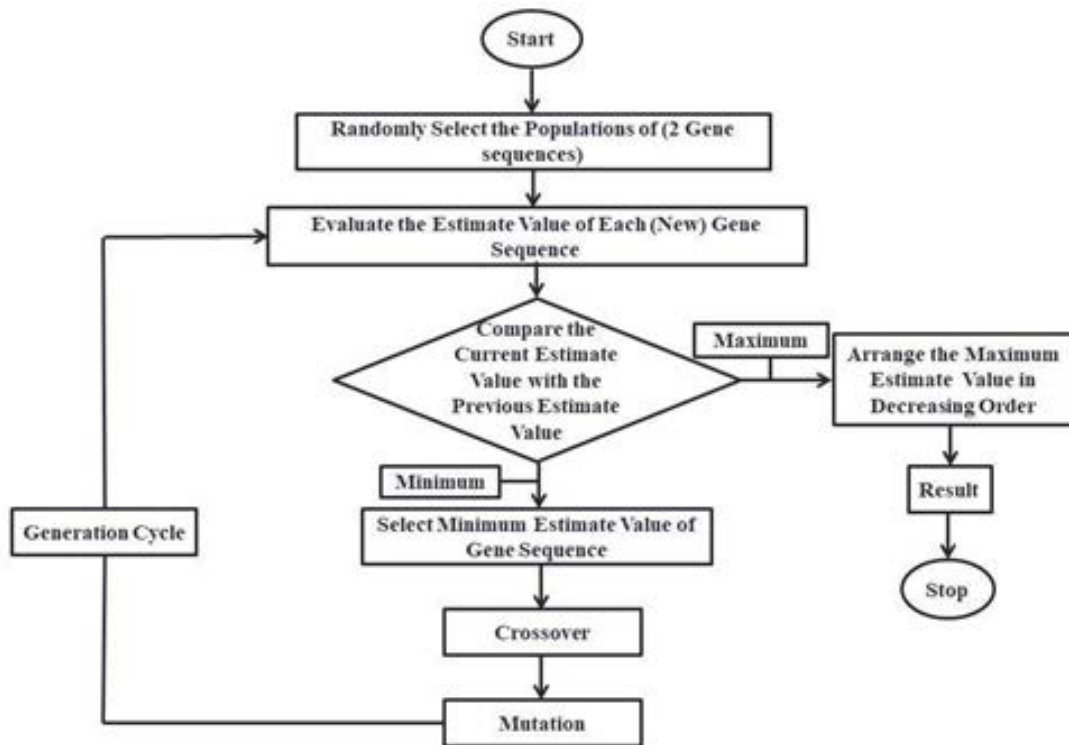 Start
Randomly Select the Populations of (2 Gene
sequences)
Evaluate the Estimate Value of Each (New) Gene
Sequence
Compare the
Current Estimate
Value with the
Previous Estimate
Value
Maximum
Arrange the Maximum
Estimate Value in
Decreasing Order
Minimum
Result
Select Minimum Estimate Value of
Gene Sequence
Generation Cycle
Stop
Crossover
Mutation